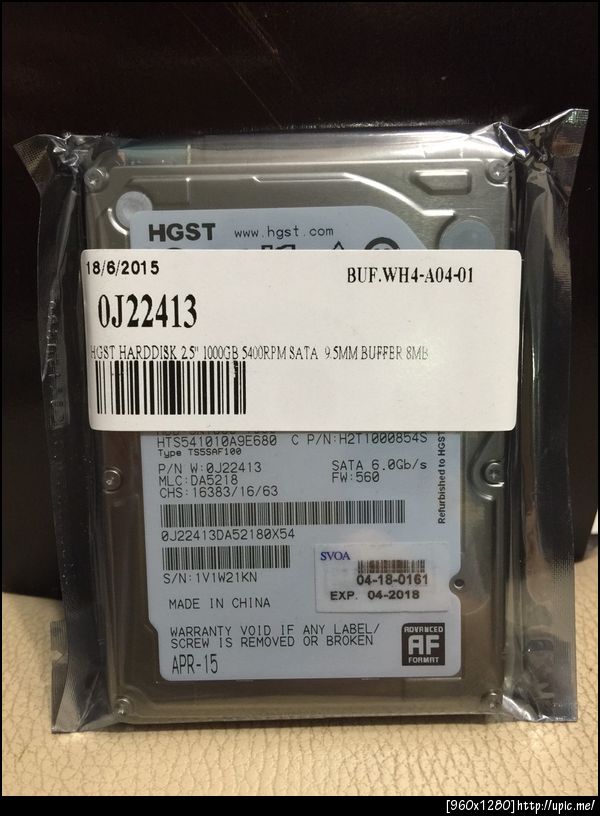 HGST www.hgst.com
18/6/2015
BUF.WH4-A04-01
0J22413
HGST HARDDISK 2.5" 1000GB 5400RPM SATA 9.5MM BUFFER 8MB
HTS541010A9E680 C P/N:H2T1000854S
Type TS5SAF100
P/N W:0J22413 SATA 6.0Gb/s
MLC:DA5218 FW:560
CHS:16383/16/63
Refurbished to HGST
0J22413DA52180X54
SVOA
04-18-0161
EXP. 04-2018
S/N:1V1W21KN
MADE IN CHINA
WARRANTY VOID IF ANY LABEL/
SCREW IS REMOVED OR BROKEN
APR-15
ADVANCED
AF
FORMAT
[960x1280]http://upic.me/